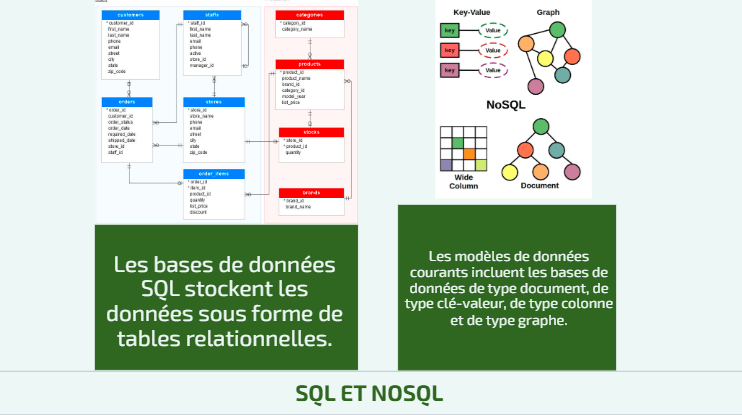 customers
* customer_id
first_name
last_name
phone
email
street
city
state
zip_code
staffs
* staff_id
first_name
last_name
email
phone
active
store_id
manager_id
categories
* category_id
category_name
products
* product_id
product_name
brand_id
category_id
model_year
list_price
orders
* order_id
customer_id
order_status
order_date
required_date
shipped_date
store_id
staff_id
stores
* store_id
store_name
phone
email
street
city
state
zip_code
stocks
* store_id
* product_id
quantity
order_items
* order_id
* item_id
product_id
quantity
list_price
discount
brands
* brand_id
brand_name
Key-Value
Graph
key
Value
key
Value
key
Value
NoSQL
Wide
Column
Document
Les bases de données
SQL stockent les
données sous forme de
tables relationnelles.
Les modèles de données
courants incluent les bases de
données de type document, de
type clé-valeur, de type colonne
et de type graphe.
SQL ET NOSQL